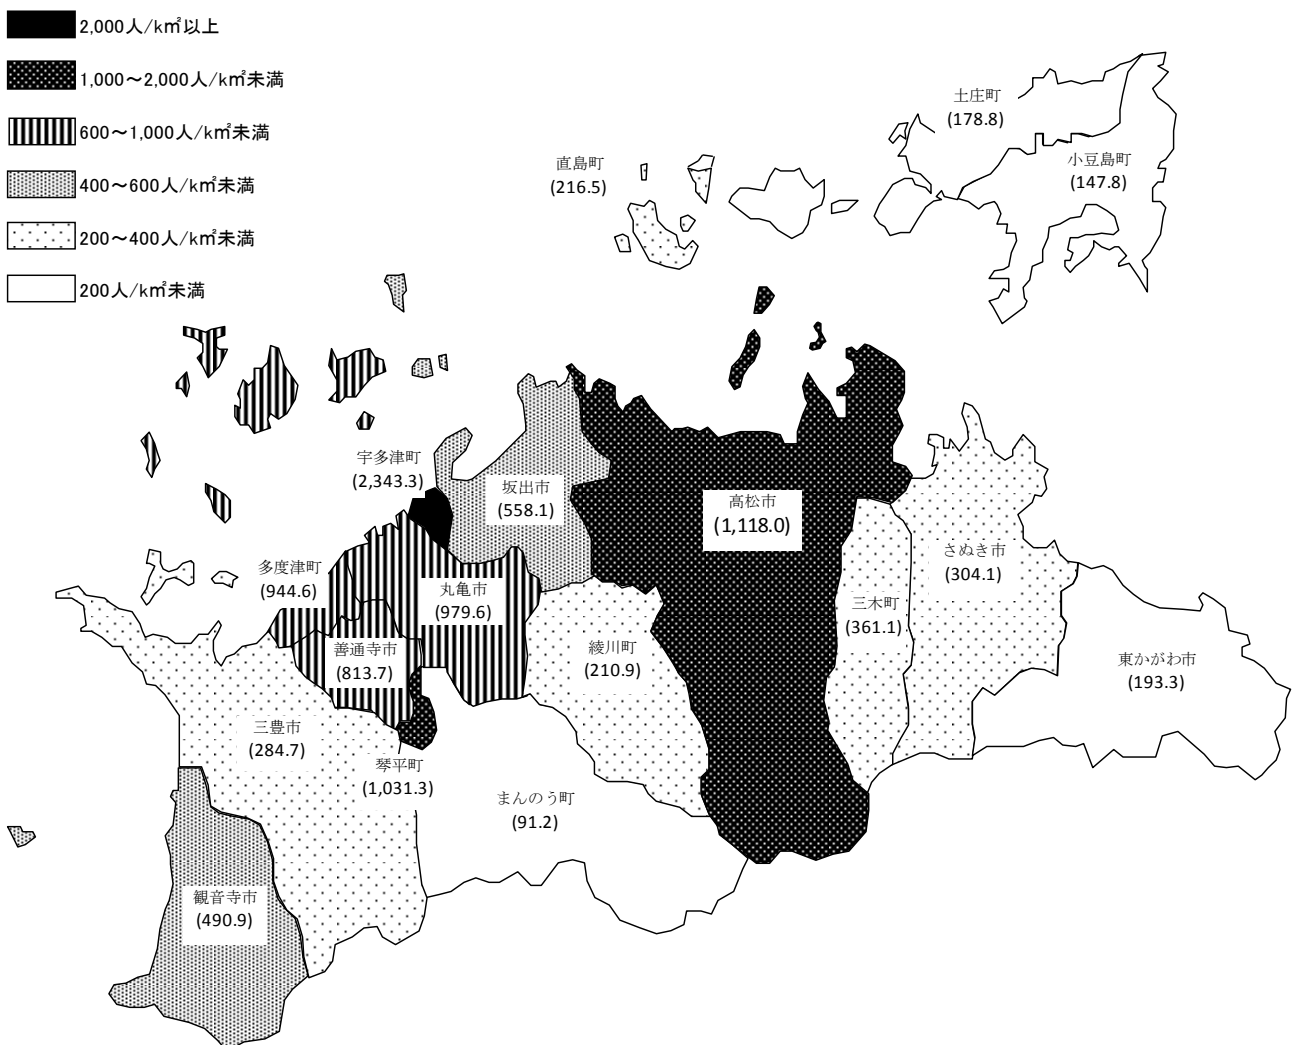 2,000人/k㎡以上
1,000～2,000人/k㎡未満
600～1,000人/k㎡未満
400～600人/k㎡未満
200～400人/k㎡未満
200人/k㎡未満
土庄町
(178.8)
直島町
(216.5)
小豆島町
(147.8)
宇多津町
(2,343.3)
坂出市
(558.1)
高松市
(1,118.0)
さぬき市
(304.1)
多度津町
(944.6)
丸亀市
(979.6)
三木町
(361.1)
善通寺市
(813.7)
綾川町
(210.9)
東かがわ市
(193.3)
三豊市
(284.7)
琴平町
(1,031.3)
まんのう町
(91.2)
観音寺市
(490.9)